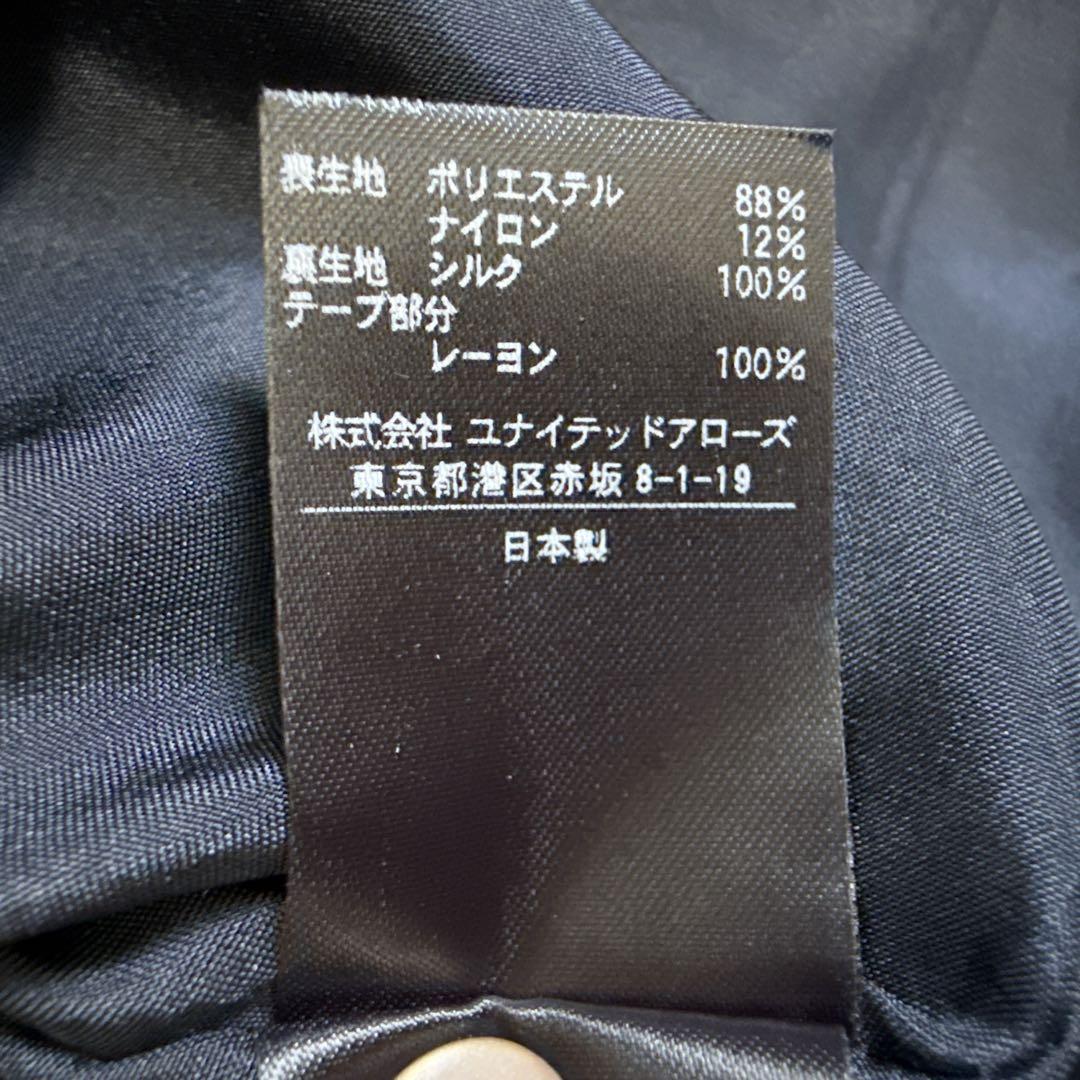 表生地 ポリエステル 88%
ナイロン 12%
裏生地 シルク 100%
テープ部分
レーヨン 100%
株式会社 ユナイテッドアローズ
東京都港区赤坂 8-1-19
日本製